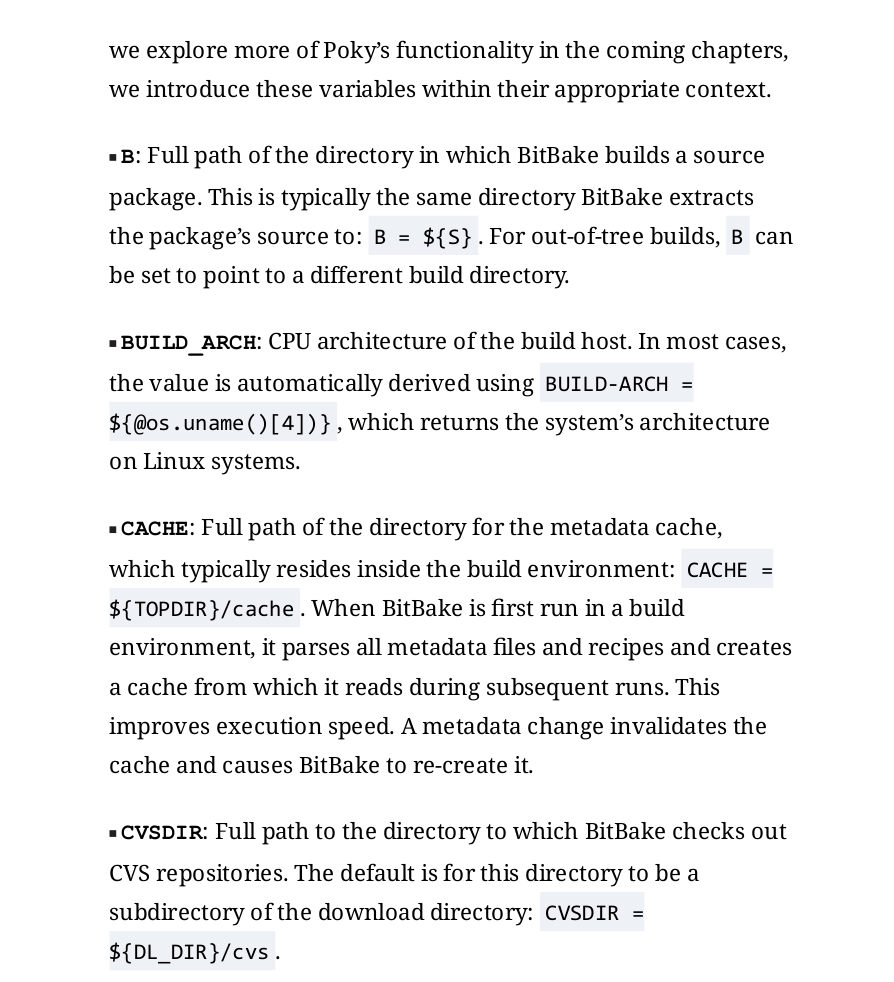 we explore more of Poky’s functionality in the coming chapters,
we introduce these variables within their appropriate context.
▪ B: Full path of the directory in which BitBake builds a source
package. This is typically the same directory BitBake extracts
the package’s source to: B = ${S}. For out-of-tree builds, B can
be set to point to a different build directory.
▪ BUILD_ARCH: CPU architecture of the build host. In most cases,
the value is automatically derived using BUILD-ARCH =
${@os.uname()[4])}, which returns the system’s architecture
on Linux systems.
▪ CACHE: Full path of the directory for the metadata cache,
which typically resides inside the build environment: CACHE =
${TOPDIR}/cache. When BitBake is first run in a build
environment, it parses all metadata files and recipes and creates
a cache from which it reads during subsequent runs. This
improves execution speed. A metadata change invalidates the
cache and causes BitBake to re-create it.
▪ CVSDIR: Full path to the directory to which BitBake checks out
CVS repositories. The default is for this directory to be a
subdirectory of the download directory: CVSDIR =
${DL_DIR}/cvs.